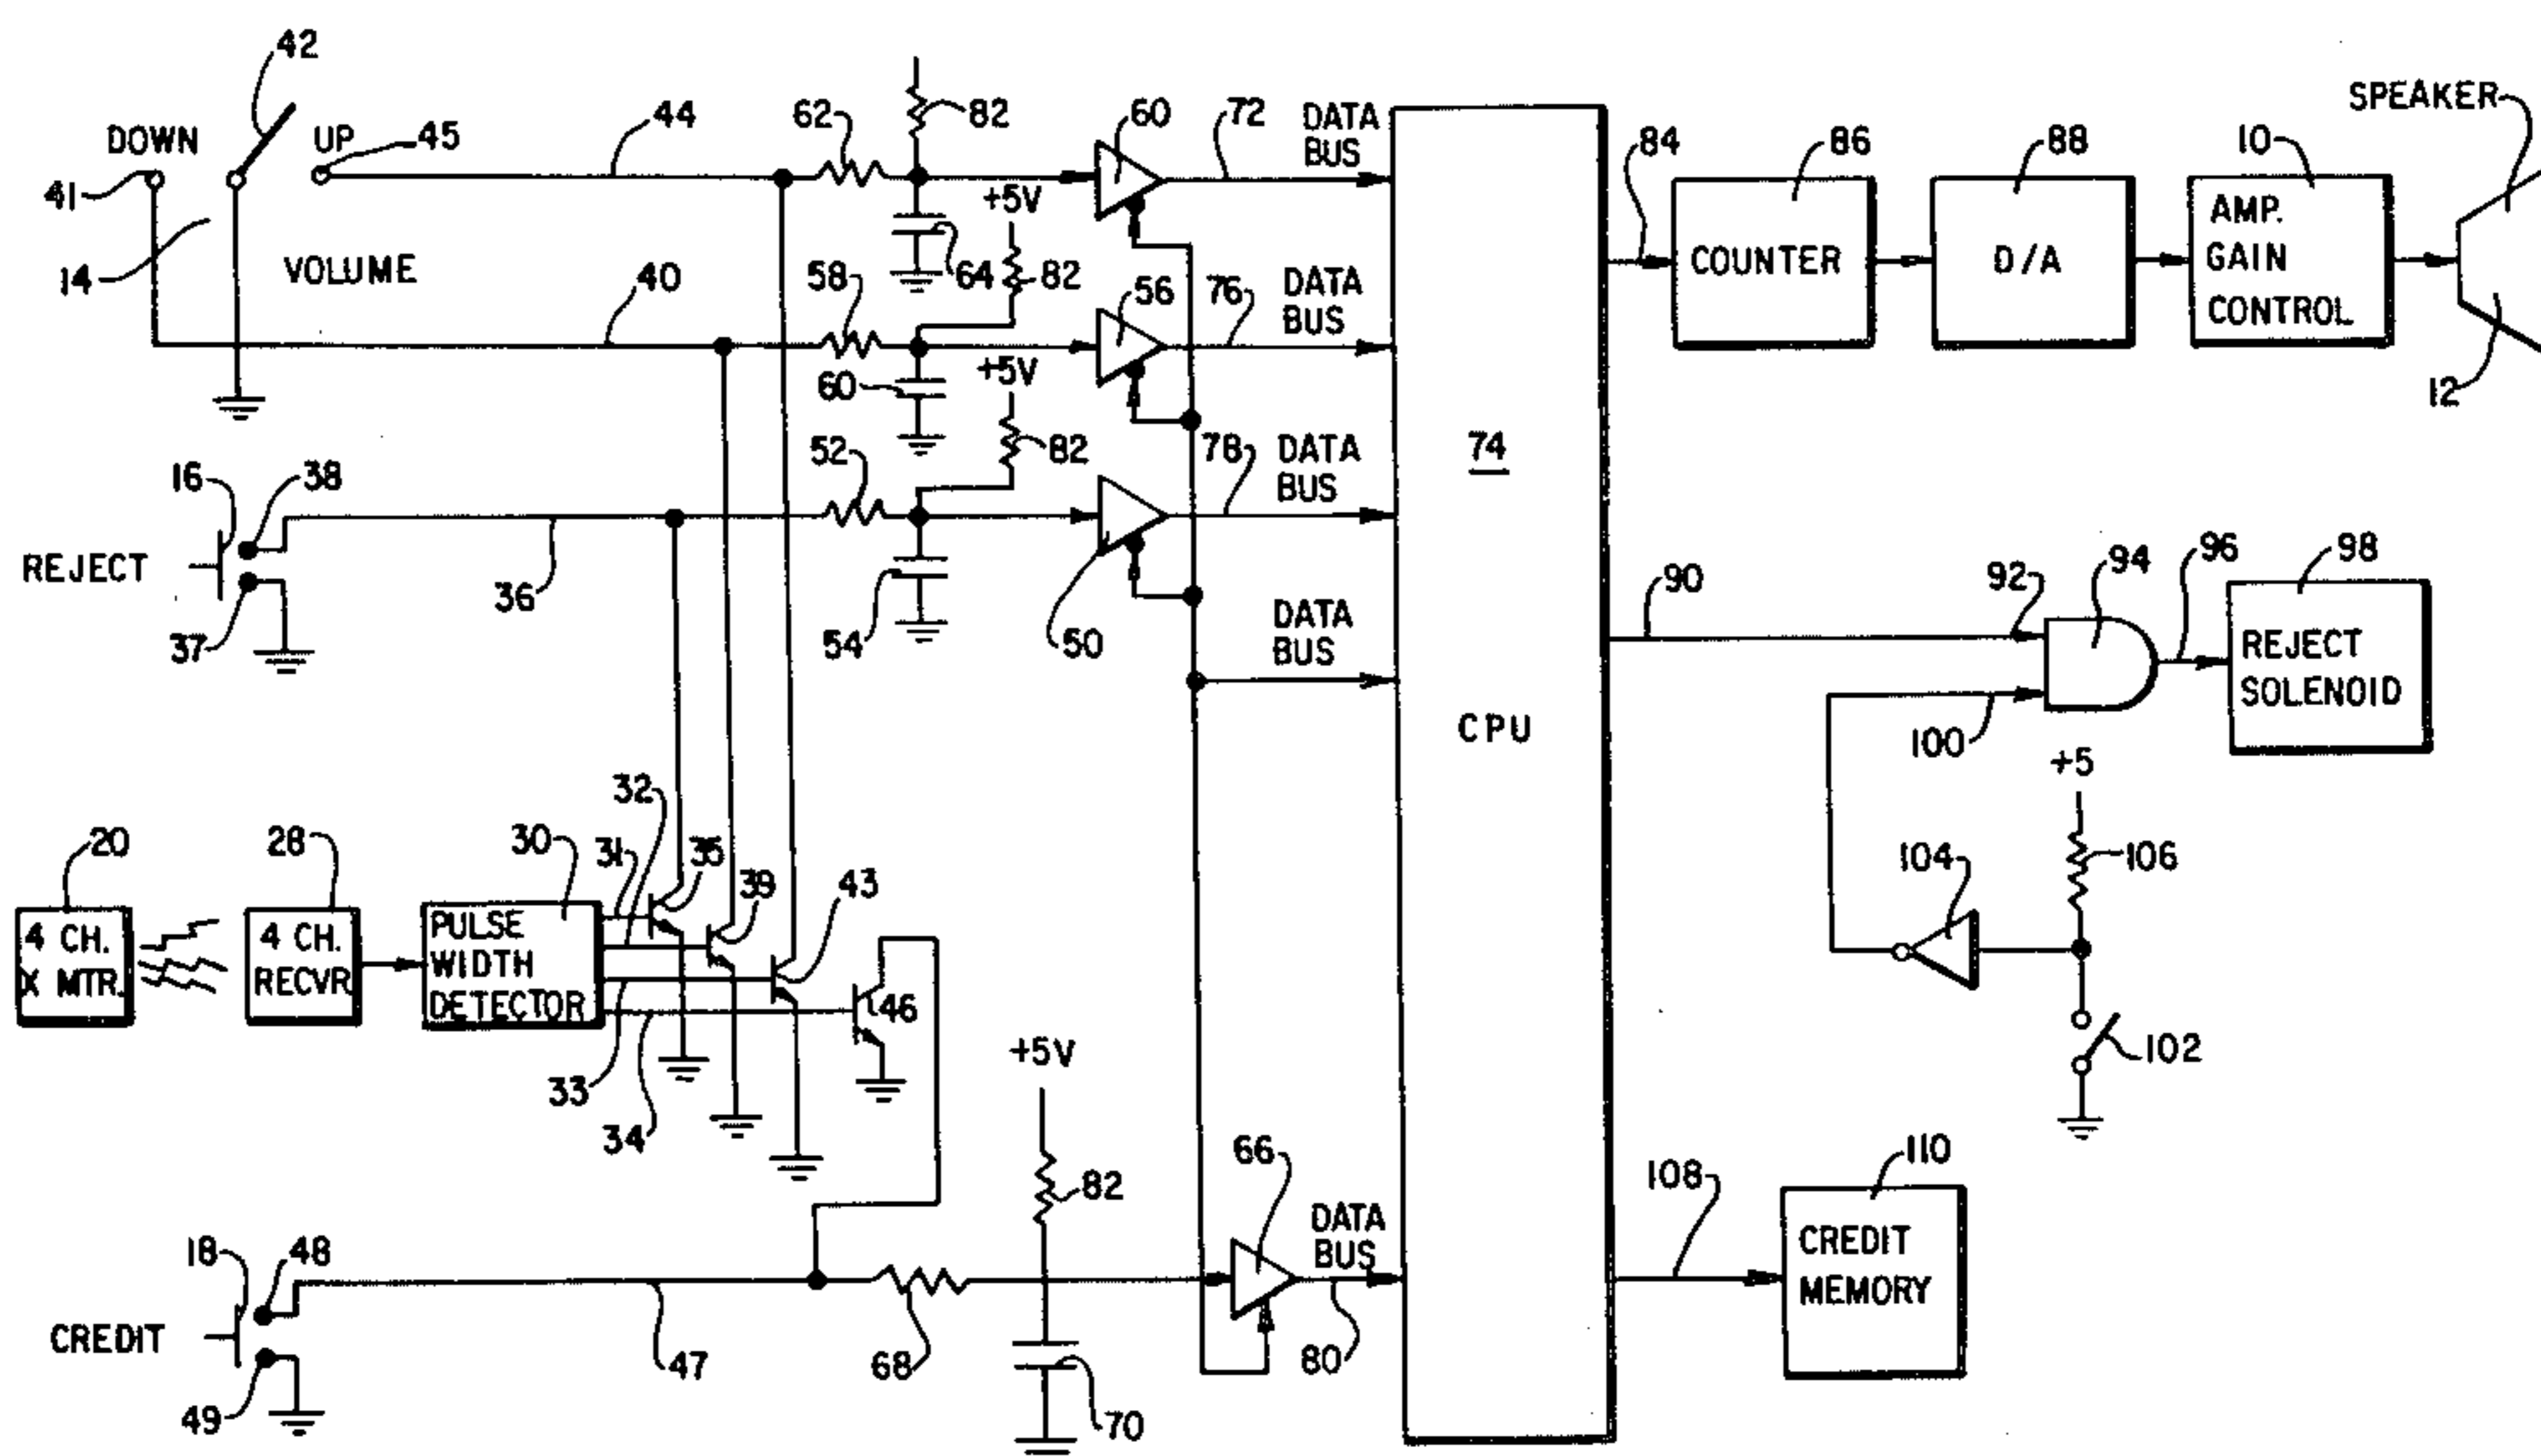 42
DOWN
UP
45
44
62
82
60
72
DATA
BUS
SPEAKER
41
+5V
84
86
88
10
14
VOLUME
40
58
64
82
56
76
DATA
BUS
COUNTER
D/A
AMP.
GAIN
CONTROL
60
+5V
12
16
38
52
82
78
DATA
BUS
74
REJECT
36
37
54
50
DATA
BUS
90
92
94
96
98
REJECT
SOLENOID
CPU
100
+5
32
20
28
30
31
35
39
43
104
106
4 CH.
X MTR.
4 CH.
RECVR
PULSE
WIDTH
DETECTOR
46
102
33
34
+5V
82
66
108
110
18
48
DATA
BUS
CREDIT
MEMORY
CREDIT
49
47
68
70
80